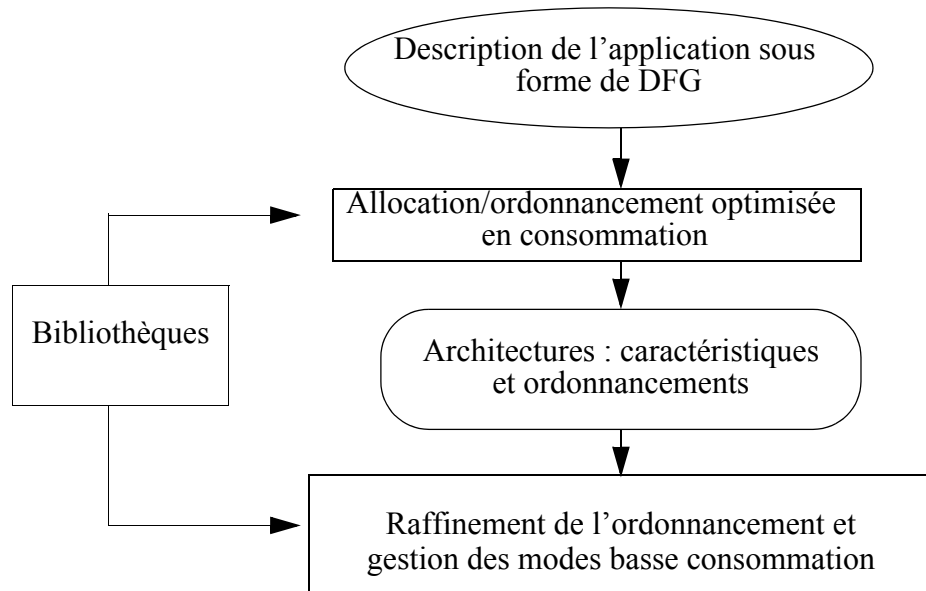 Description de l’application sous
forme de DFG
Allocation/ordonnancement optimisée
en consommation
Bibliothèques
Architectures : caractéristiques
et ordonnancements
Raffinement de l’ordonnancement et
gestion des modes basse consommation